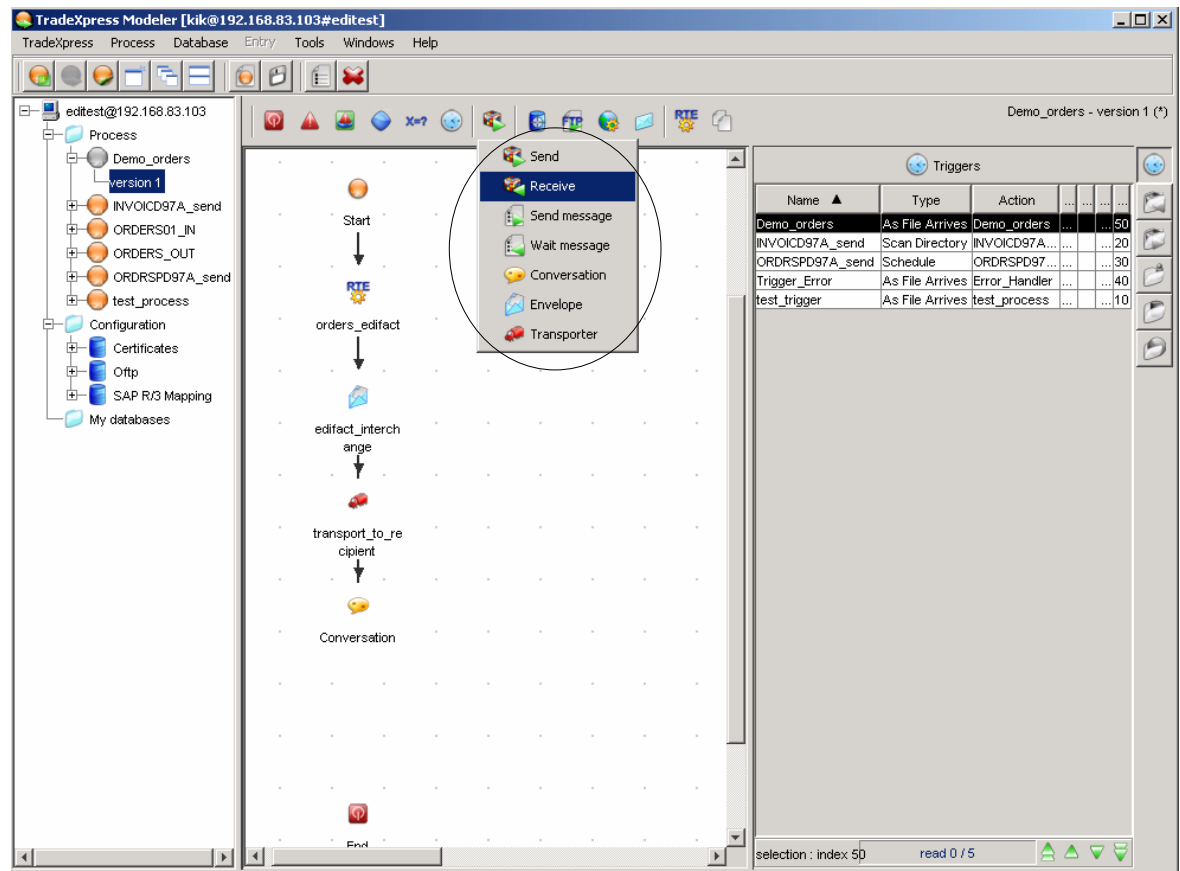 TradeXpress Modeler [kik@192.168.83.103#editest]
TradeXpress Process Database Entry Tools Windows Help
editest@192.168.83.103
Process
Demo_orders
version 1
INVOICD97A_send
ORDERS01_IN
ORDERS_OUT
ORDRSPD97A_send
test_process
Configuration
Certificates
Oftp
SAP R/3 Mapping
My databases
X=?
FTP
RTE
Demo_orders - version 1 (*)
Send
Receive
Send message
Wait message
Conversation
Envelope
Transporter
Start
RTE
orders_edifact
edifact_interch
ange
transport_to_re
cipient
Conversation
End
Triggers
Name Type Action ... ... ... ...
Demo_orders As File Arrives Demo_orders ... ... 50
INVOICD97A_send Scan Directory INVOICD97A... ... ... 20
ORDRSPD97A_send Schedule ORDRSPD97... ... ... 30
Trigger_Error As File Arrives Error_Handler ... ... 40
test_trigger As File Arrives test_process ... ... 10
selection : index 50 read 0 / 5